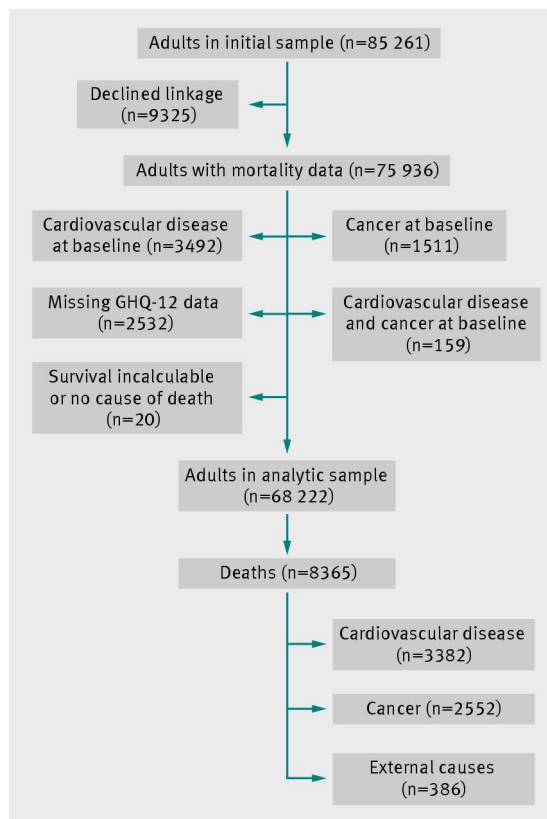 Adults in initial sample (n=85 261)
Declined linkage
(n=9325)
Adults with mortality data (n=75 936)
Cardiovascular disease
at baseline (n=3492)
Cancer at baseline
(n=1511)
Missing GHQ-12 data
(n=2532)
Cardiovascular disease
and cancer at baseline
(n=159)
Survival incalculable
or no cause of death
(n=20)
Adults in analytic sample
(n=68 222)
Deaths (n=8365)
Cardiovascular disease
(n=3382)
Cancer (n=2552)
External causes
(n=386)